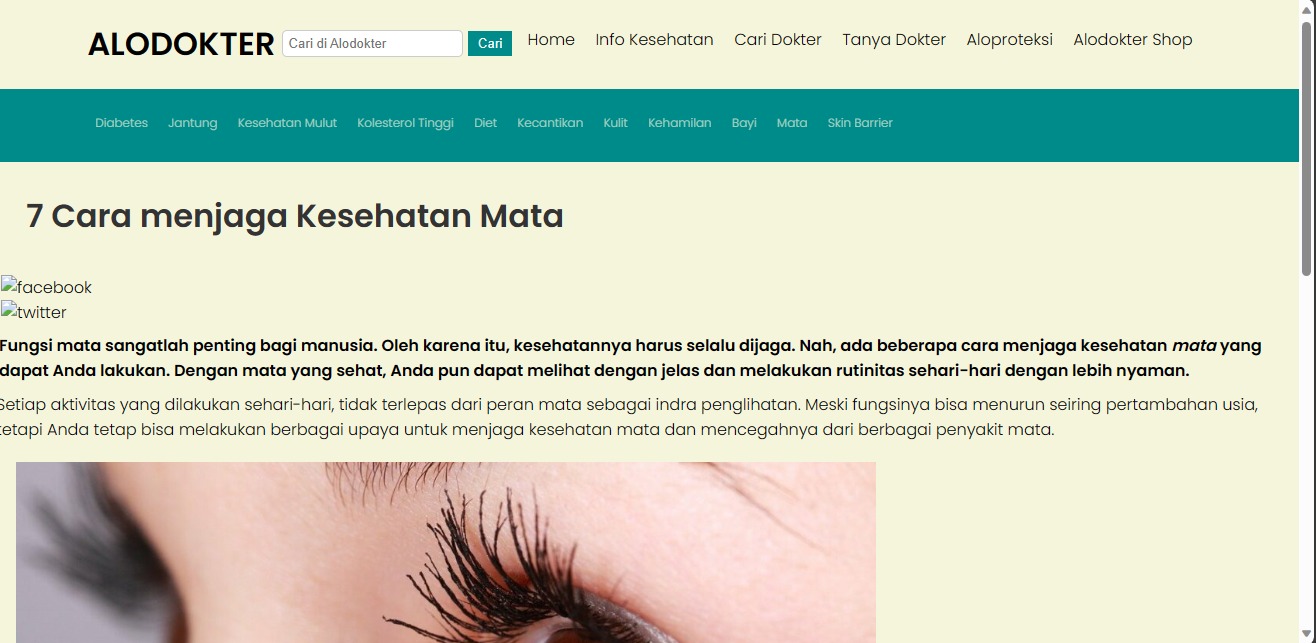 ALODOKTER Cari di Alodokter Cari Home Info Kesehatan Cari Dokter Tanya Dokter Aloproteksi Alodokter Shop
Diabetes Jantung Kesehatan Mulut Kolesterol Tinggi Diet Kecantikan Kulit Kehamilan Bayi Mata Skin Barrier
7 Cara menjaga Kesehatan Mata
facebook
twitter
Fungsi mata sangatlah penting bagi manusia. Oleh karena itu, kesehatannya harus selalu dijaga. Nah, ada beberapa cara menjaga kesehatan mata yang
dapat Anda lakukan. Dengan mata yang sehat, Anda pun dapat melihat dengan jelas dan melakukan rutinitas sehari-hari dengan lebih nyaman.
Setiap aktivitas yang dilakukan sehari-hari, tidak terlepas dari peran mata sebagai indra penglihatan. Meski fungsinya bisa menurun seiring pertambahan usia,
tetapi Anda tetap bisa melakukan berbagai upaya untuk menjaga kesehatan mata dan mencegahnya dari berbagai penyakit mata.